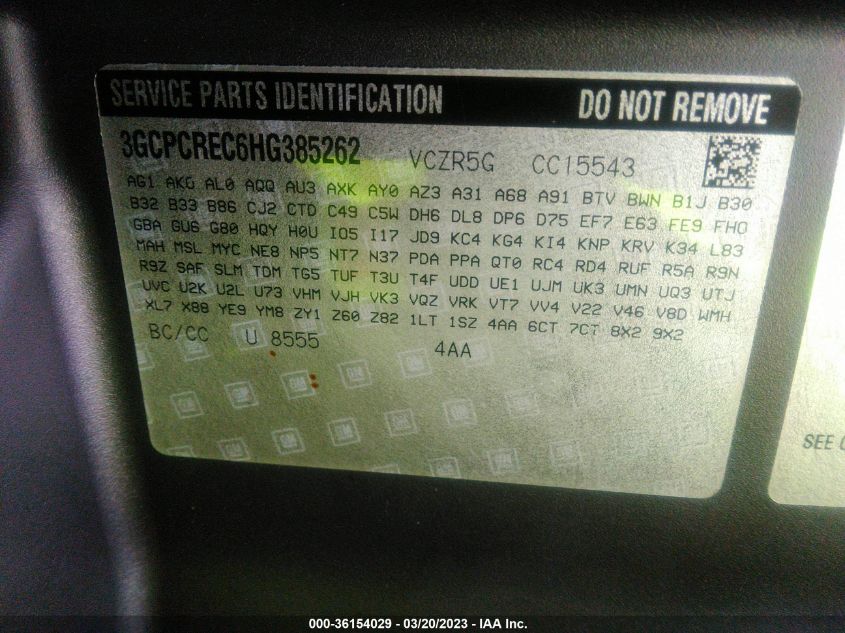 SERVICE PARTS IDENTIFICATION DO NOT REMOVE
3GCPCREC6HG385262 VCZR5G CC15543
AG1 AKO AL0 AQQ AU3 AXK AY0 AZ3 A31 A68 A91 BTV BWN B1J B30
B32 B33 B86 CJ2 CTD C49 C5W DH6 DL8 DP6 D75 EF7 E63 FE9 FHO
GBA GU6 G80 HQY H0U IO5 I17 JD9 KC4 KG4 KI4 KNP KRV K34 L83
MAH MSL MYC NE8 NP5 NT7 N37 PDA PPA QT0 RC4 RD4 RUF R5A R9N
R9Z SAF SLM TDM TG5 TUF T3U T4F UDD UE1 UJM UK3 UMN UQ3 UTJ
UVC U2K U2L U73 VHM VJH VK3 VQZ VRK VT7 VV4 V22 V46 V8D WMH
XL7 X88 YE9 YM8 ZY1 Z60 Z82 1LT 1SZ 4AA 6CT 7CT 8X2 9X2
BC/CC U 8555 4AA
GM
SEE
000-36154029 - 03/20/2023 - IAA Inc.